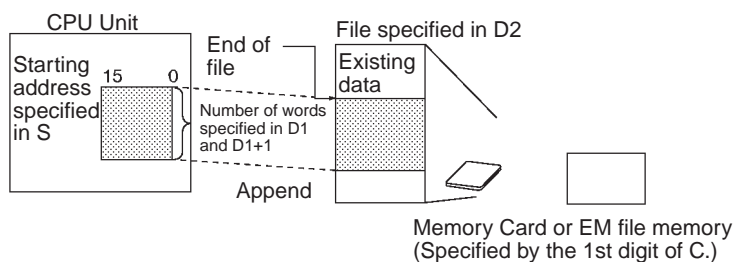 CPU Unit
Starting
address
specified
in S
15 0
Number of words
specified in D1
and D1+1
End of
file
Append
File specified in D2
Existing
data
Memory Card or EM file memory
(Specified by the 1st digit of C.)